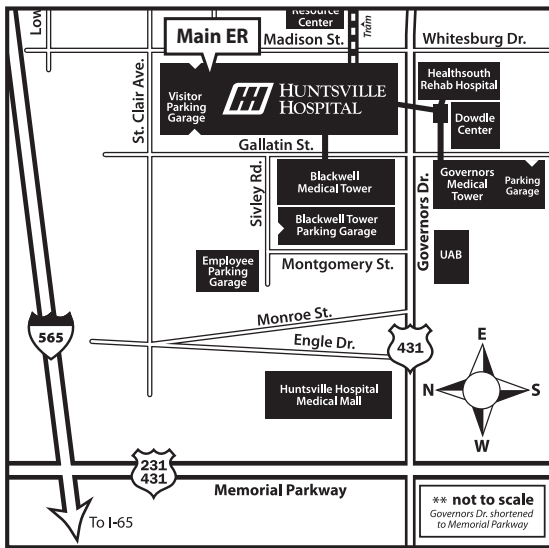 Low
Resource
Center
Tram
Main ER
Madison St.
Whitesburg Dr.
St. Clair Ave.
Visitor
Parking
Garage
HUNTSVILLE
HOSPITAL
Healthsouth
Rehab Hospital
Dowdle
Center
Gallatin St.
Sivley Rd.
Blackwell
Medical Tower
Governors Dr.
Governors
Medical
Tower
Parking
Garage
Blackwell Tower
Parking Garage
Employee
Parking
Garage
Montgomery St.
UAB
Monroe St.
Engle Dr.
565
431
E
N
S
W
Huntsville Hospital
Medical Mall
231
431
Memorial Parkway
To I-65
** not to scale
Governors Dr. shortened
to Memorial Parkway